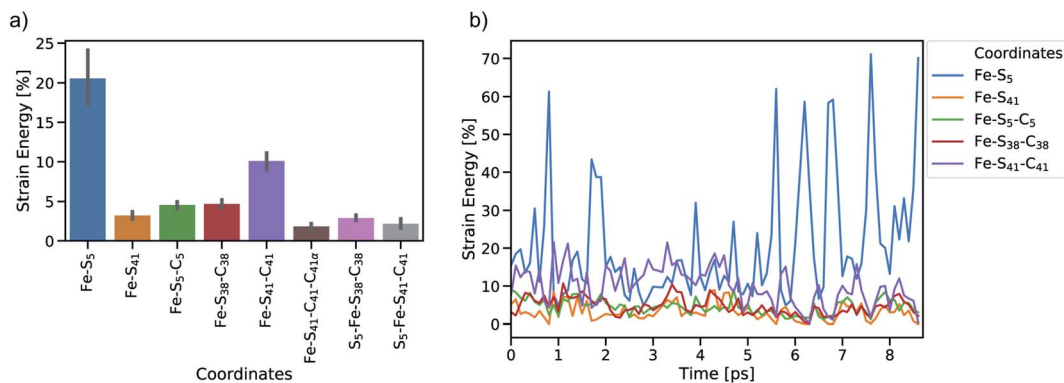 a)
Strain Energy [%]
25
20
15
10
5
0
Fe-S₅
Fe-S₄₁
Fe-S₅-C₅
Fe-S₃₈-C₃₈
Fe-S₄₁-C₄₁
Fe-S₄₁-C₄₁-C₄₁α
S₅-Fe-S₃₈-C₃₈
S₅-Fe-S₄₁-C₄₁
Coordinates
b)
Strain Energy [%]
70
60
50
40
30
20
10
0
0 1 2 3 4 5 6 7 8
Time [ps]
Coordinates
Fe-S₅
Fe-S₄₁
Fe-S₅-C₅
Fe-S₃₈-C₃₈
Fe-S₄₁-C₄₁